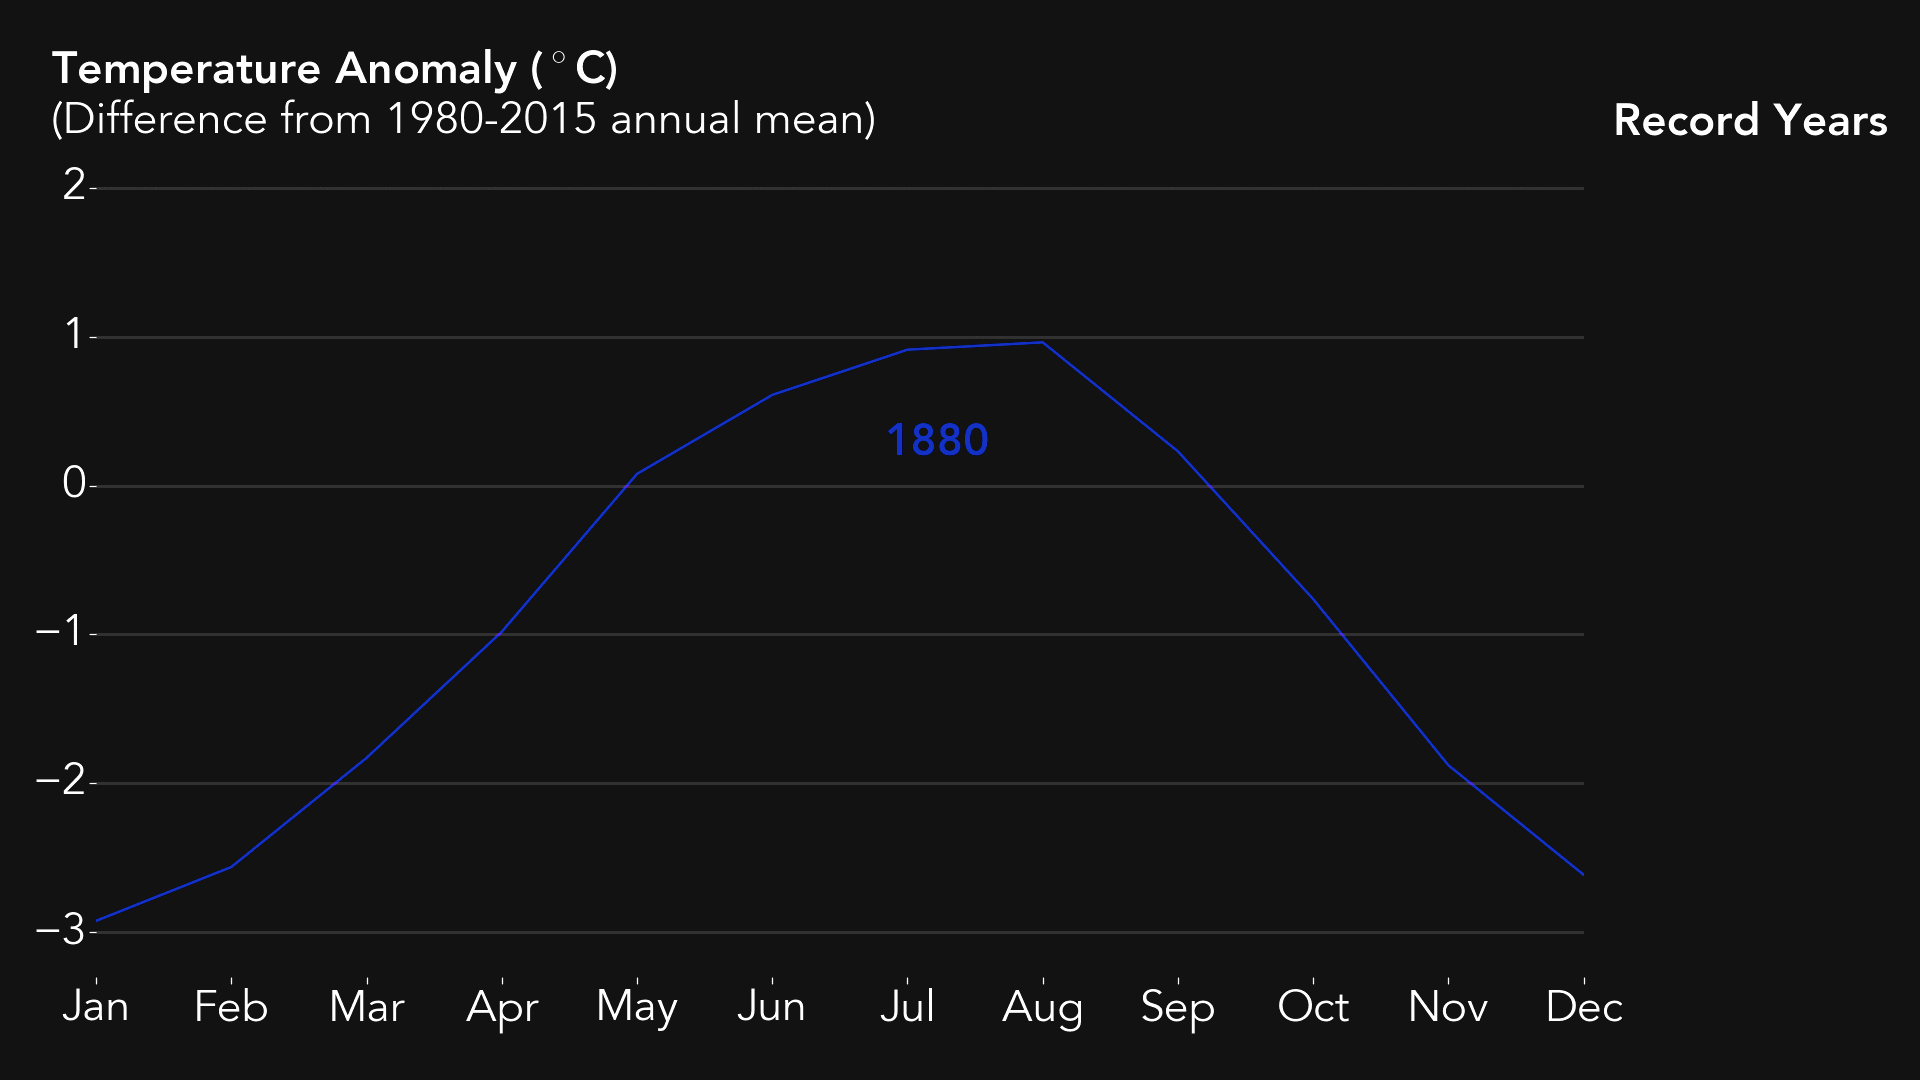 Temperature Anomaly (°C)
(Difference from 1980-2015 annual mean)
Record Years
2
1
0
−1
−2
−3
1880
Jan Feb Mar Apr May Jun Jul Aug Sep Oct Nov Dec